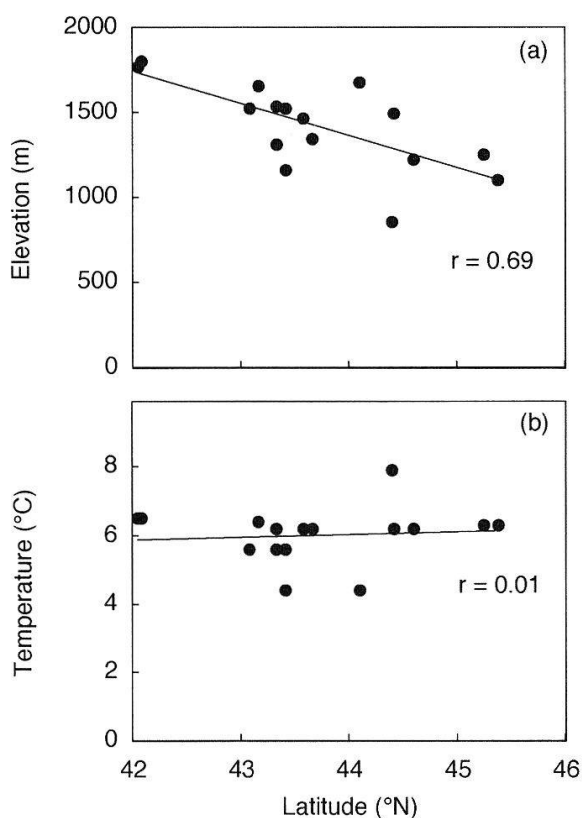 2000
(a)
1500
1000
500
0
Elevation (m)
r = 0.69
(b)
8
6
4
2
0
Temperature (°C)
r = 0.01
42 43 44 45 46
Latitude (°N)